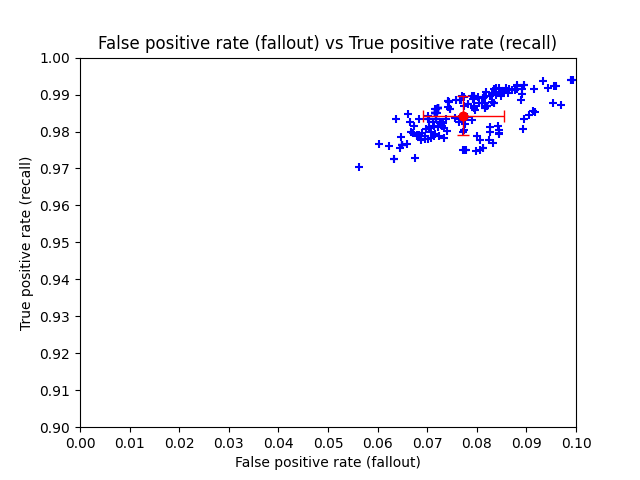 False positive rate (fallout) vs True positive rate (recall)
1.00
0.99
0.98
0.97
0.96
0.95
0.94
0.93
0.92
0.91
0.90
True positive rate (recall)
0.00 0.01 0.02 0.03 0.04 0.05 0.06 0.07 0.08 0.09 0.10
False positive rate (fallout)